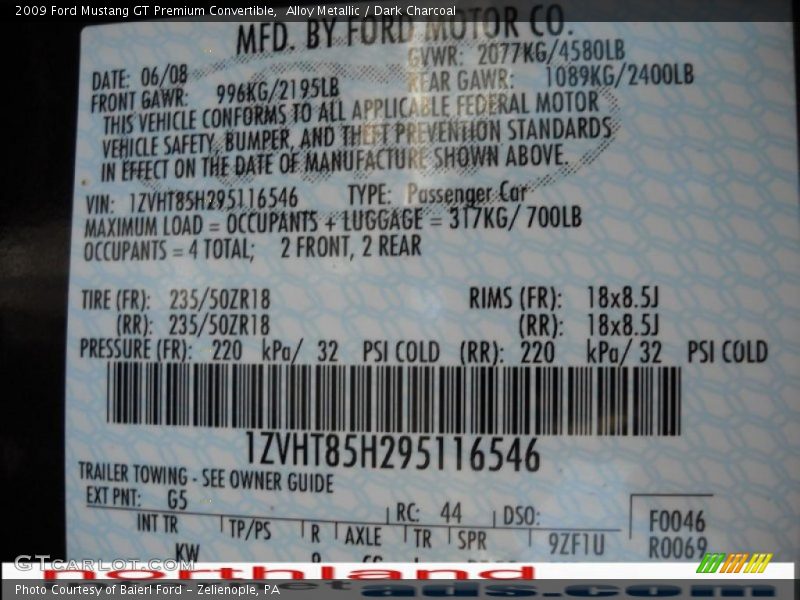 2009 Ford Mustang GT Premium Convertible,  Alloy Metallic / Dark Charcoal
MFD. BY FORD MOTOR CO.
DATE: 06/08 GVWR: 2077KG/4580LB
FRONT GAWR: 996KG/2195LB REAR GAWR: 1089KG/2400LB
THIS VEHICLE CONFORMS TO ALL APPLICABLE FEDERAL MOTOR
VEHICLE SAFETY, BUMPER, AND THEFT PREVENTION STANDARDS
IN EFFECT ON THE DATE OF MANUFACTURE SHOWN ABOVE.
VIN: 1ZVHT85H295116546 TYPE: Passenger Car
MAXIMUM LOAD = OCCUPANTS + LUGGAGE = 317KG/ 700LB
OCCUPANTS = 4 TOTAL; 2 FRONT, 2 REAR
TIRE (FR): 235/50ZR18 RIMS (FR): 18x8.5J
(RR): 235/50ZR18 (RR): 18x8.5J
PRESSURE (FR): 220 kPa/ 32 PSI COLD (RR): 220 kPa/ 32 PSI COLD
1ZVHT85H295116546
TRAILER TOWING - SEE OWNER GUIDE
EXT PNT: G5 RC: 44 DSO: F0046
INT TR TP/PS R AXLE TR SPR 9ZF1U R0069
KW
GTCarLot.com
northland
ads.com
Photo Courtesy of Baierl Ford - Zelienople, PA